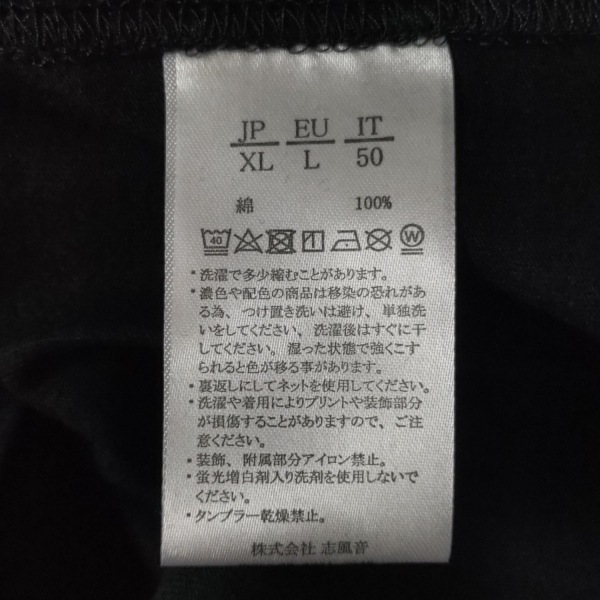 JP EU IT
XL L 50
綿 100%
40 W
・洗濯で多少縮むことがあります。
・濃色や配色の商品は移染の恐れがあ
る為、つけ置き洗いは避け、単独洗
いをしてください、洗濯後はすぐに干
してください。湿った状態で強くこす
られると色が移る事があります。
・裏返しにしてネットを使用してください。
・洗濯や着用によりプリントや装飾部分
が損傷することがありますので、ご注
意ください。
・装飾、附属部分アイロン禁止。
・蛍光増白剤入り洗剤を使用しないで
ください。
・タンブラー乾燥禁止。
株式会社 志風音